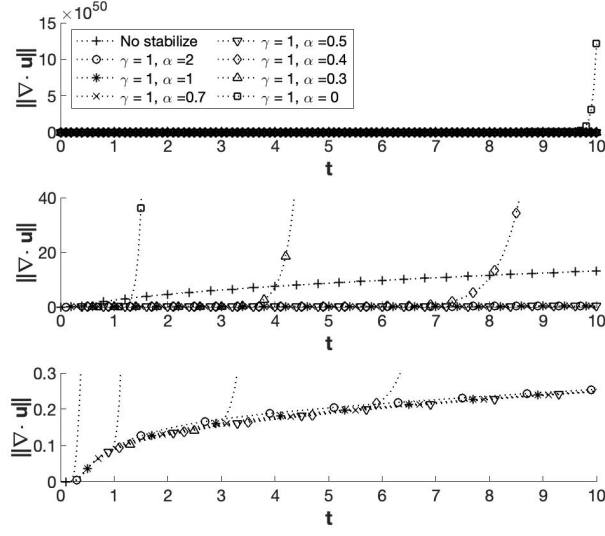 ×10^50
15
10
5
0
‖∇· u‖
No stabilize
γ = 1, α =2
γ = 1, α =1
γ = 1, α =0.7
γ = 1, α =0.5
γ = 1, α =0.4
γ = 1, α =0.3
γ = 1, α = 0
0 1 2 3 4 5 6 7 8 9 10
t
40
20
0
‖∇· u‖
0 1 2 3 4 5 6 7 8 9 10
t
0.3
0.2
0.1
0
‖∇· u‖
0 1 2 3 4 5 6 7 8 9 10
t